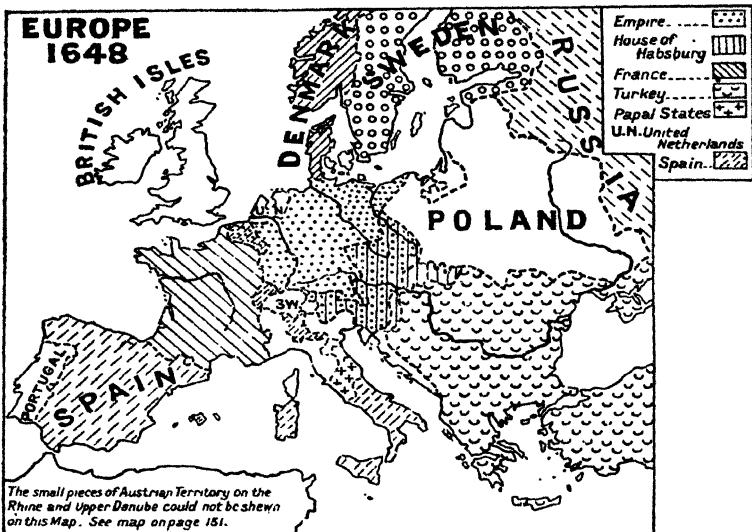 EUROPE
1648
BRITISH ISLES
DENMARK
SWEDEN
RUSSIA
POLAND
U.N.
SW.
PORTUGAL
SPAIN
Empire
House of
Habsburg
France
Turkey
Papal States
U.N. United
Netherlands
Spain
The small pieces of Austrian Territory on the
Rhine and Upper Danube could not be shewn
on this Map. See map on page 151.